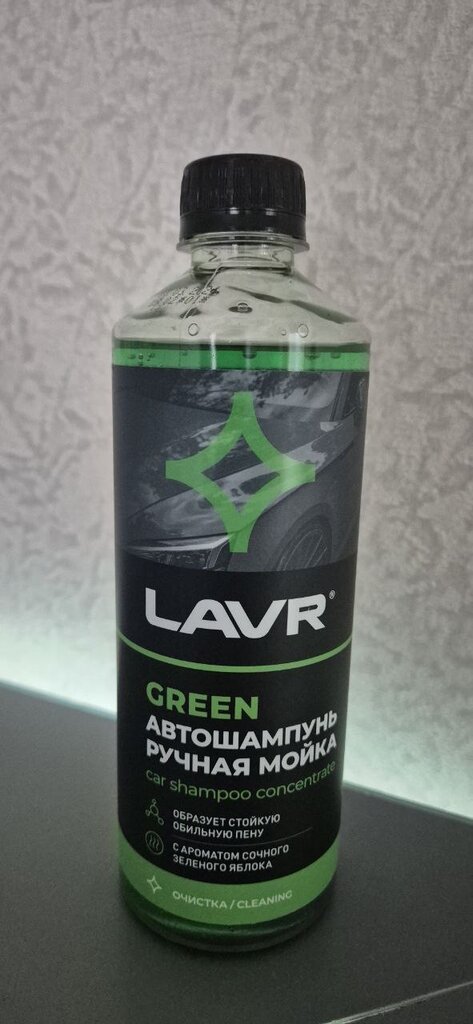 LAVR®
GREEN
АВТОШАМПУНЬ
РУЧНАЯ МОЙКА
car shampoo concentrate
ОБРАЗУЕТ СТОЙКУЮ
ОБИЛЬНУЮ ПЕНУ
С АРОМАТОМ СОЧНОГО
ЗЕЛЕНОГО ЯБЛОКА
ОЧИСТКА / CLEANING